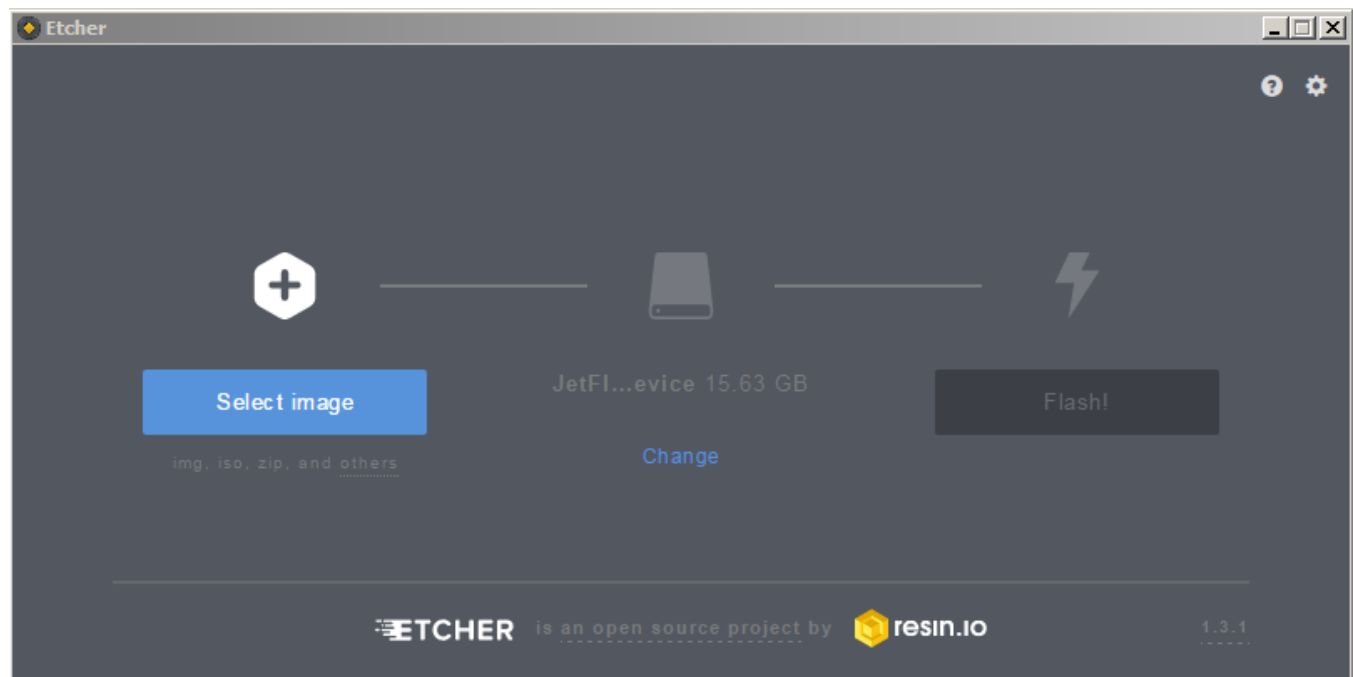 Etcher
Select image
img, iso, zip, and others
JetFl...evice 15.63 GB
Change
Flash!
ETCHER is an open source project by resin.io
1.3.1